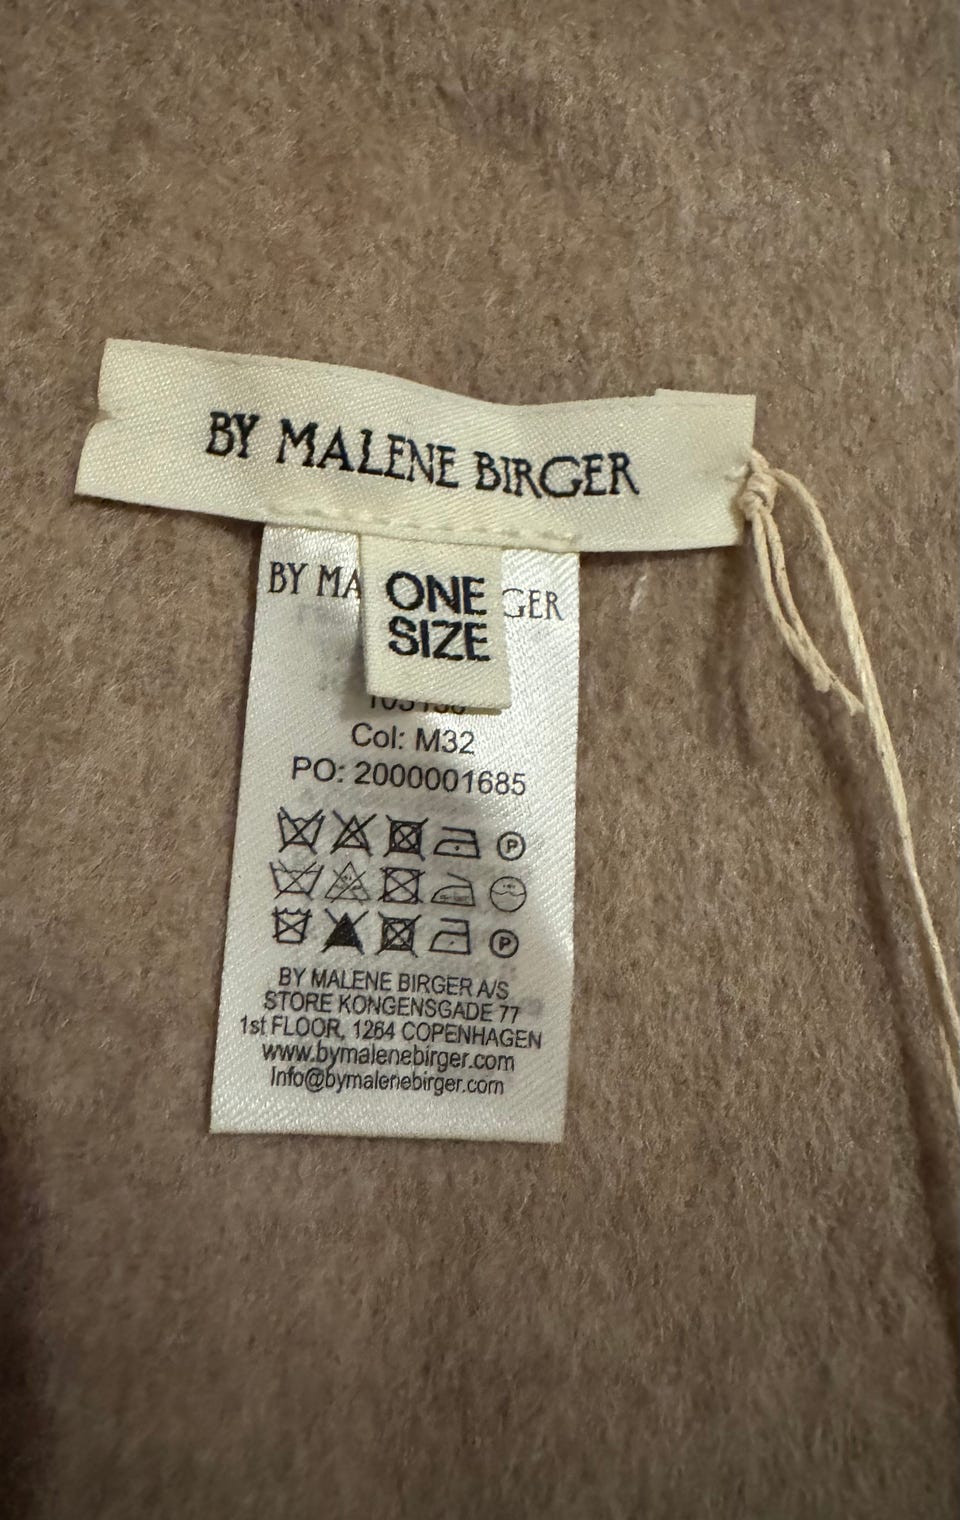 BY MALENE BIRGER
ONE
SIZE
BY MA GER
Col: M32
PO: 2000001685
P
P
BY MALENE BIRGER A/S
STORE KONGENSGADE 77
1st FLOOR, 1264 COPENHAGEN
www.bymalenebirger.com
Info@bymalenebirger.com